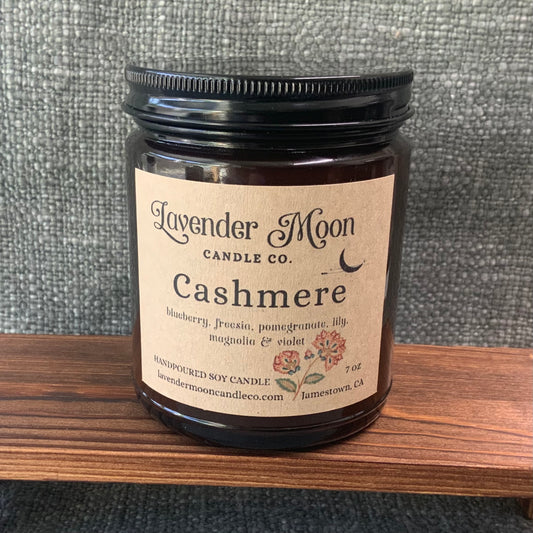 Lavender Moon
CANDLE CO.
Cashmere
blueberry, freesia, pomegranate, lily,
magnolia & violet
HANDPOURED SOY CANDLE 7 oz
lavendermooncandleco.com Jamestown, CA